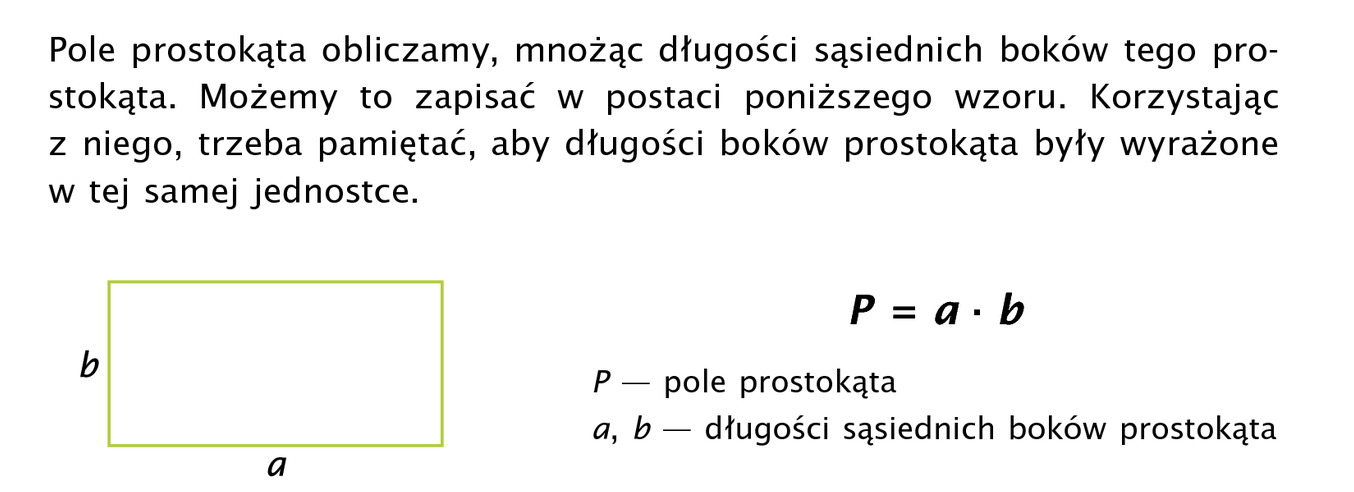 Pole prostokąta obliczamy, mnożąc długości sąsiednich boków tego pro-
stokąta. Możemy to zapisać w postaci poniższego wzoru. Korzystając
z niego, trzeba pamiętać, aby długości boków prostokąta były wyrażone
w tej samej jednostce.
b
a
P = a · b
P — pole prostokąta
a, b — długości sąsiednich boków prostokąta